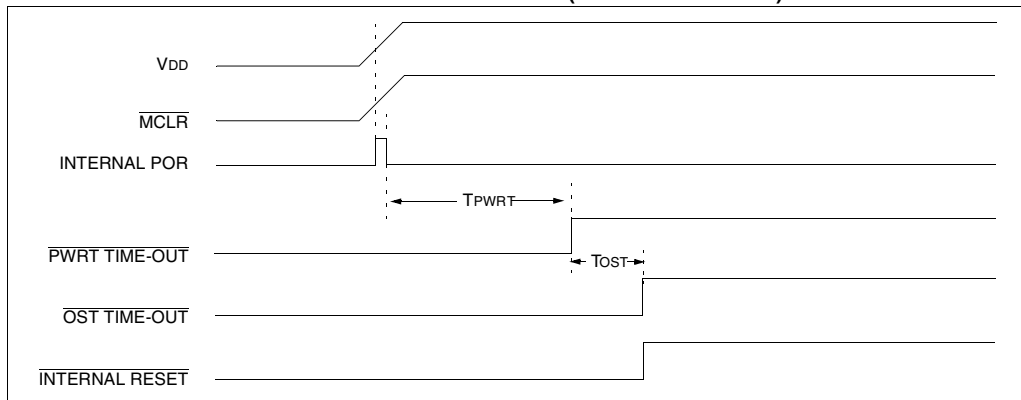 VDD
MCLR
INTERNAL POR
TPWRT
PWRT TIME-OUT
TOST
OST TIME-OUT
INTERNAL RESET